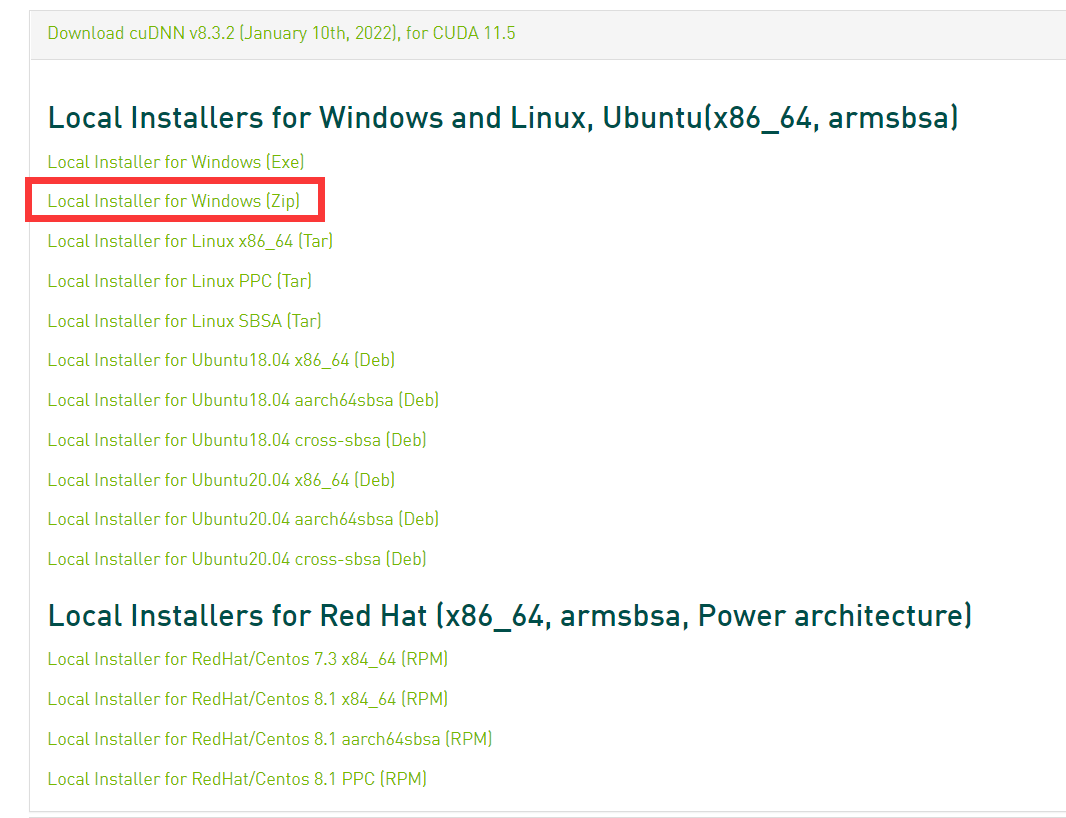 Download cuDNN v8.3.2 (January 10th, 2022), for CUDA 11.5
Local Installers for Windows and Linux, Ubuntu(x86_64, armsbsa)
Local Installer for Windows (Exe)
Local Installer for Windows (Zip)
Local Installer for Linux x86_64 (Tar)
Local Installer for Linux PPC (Tar)
Local Installer for Linux SBSA (Tar)
Local Installer for Ubuntu18.04 x86_64 (Deb)
Local Installer for Ubuntu18.04 aarch64sbsa (Deb)
Local Installer for Ubuntu18.04 cross-sbsa (Deb)
Local Installer for Ubuntu20.04 x86_64 (Deb)
Local Installer for Ubuntu20.04 aarch64sbsa (Deb)
Local Installer for Ubuntu20.04 cross-sbsa (Deb)
Local Installers for Red Hat (x86_64, armsbsa, Power architecture)
Local Installer for RedHat/Centos 7.3 x84_64 (RPM)
Local Installer for RedHat/Centos 8.1 x84_64 (RPM)
Local Installer for RedHat/Centos 8.1 aarch64sbsa (RPM)
Local Installer for RedHat/Centos 8.1 PPC (RPM)